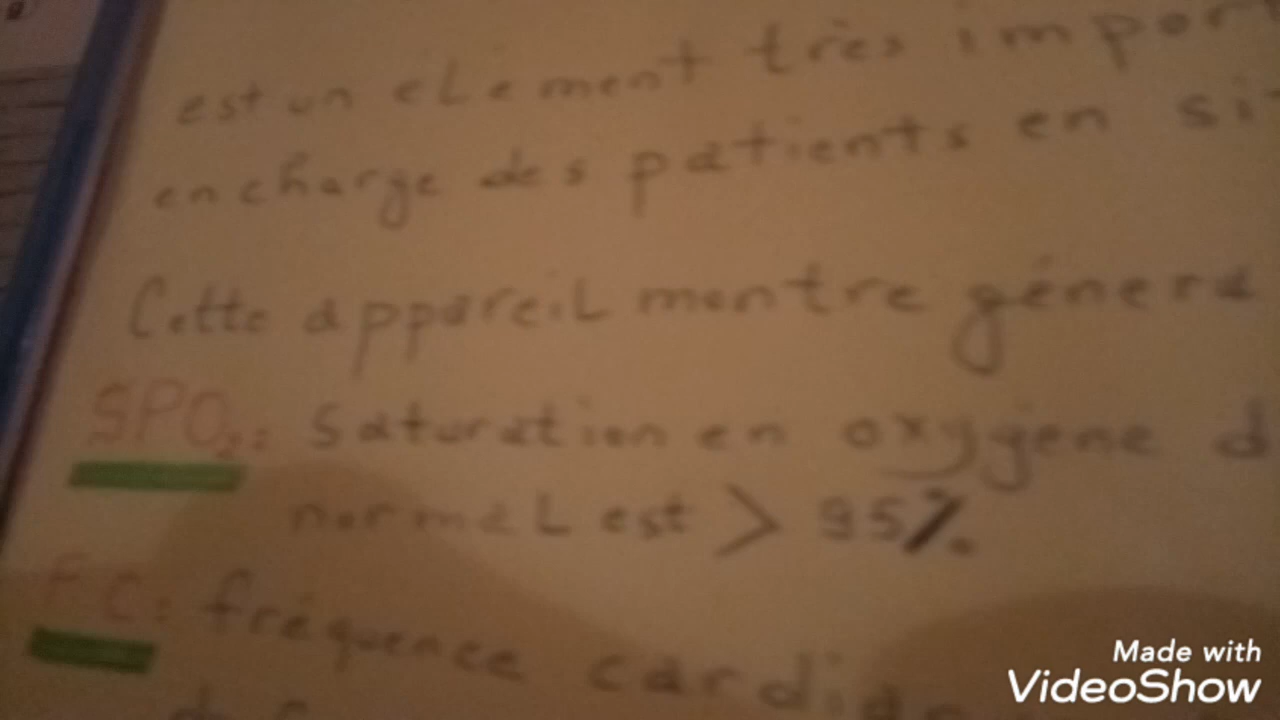 est un eLement très import
en charge des patients en si
Cette appareiL montre génera
SPO₂: Saturation en oxygène d
normaL est > 95%
FC: fréquence cardia
Made with
VideoShow